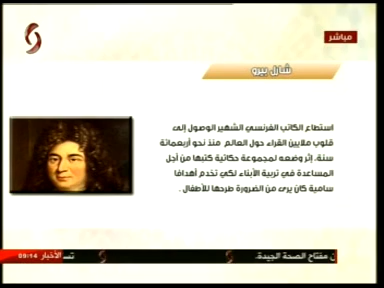 مباشر
شارل بيرو
استطاع الكاتب الفرنسي الشهير الوصول إلى
قلوب ملايين القراء حول العالم منذ نحو أربعمائة
سنة، إثر وضعه لمجموعة حكائية كتبها من أجل
المساعدة في تربية الأبناء لكي تخدم أهدافا
سامية كان يرى من الضرورة طرحها للأطفال .
ن مفتاح الصحة الجيدة.
تسـ
الأخبار 09:14